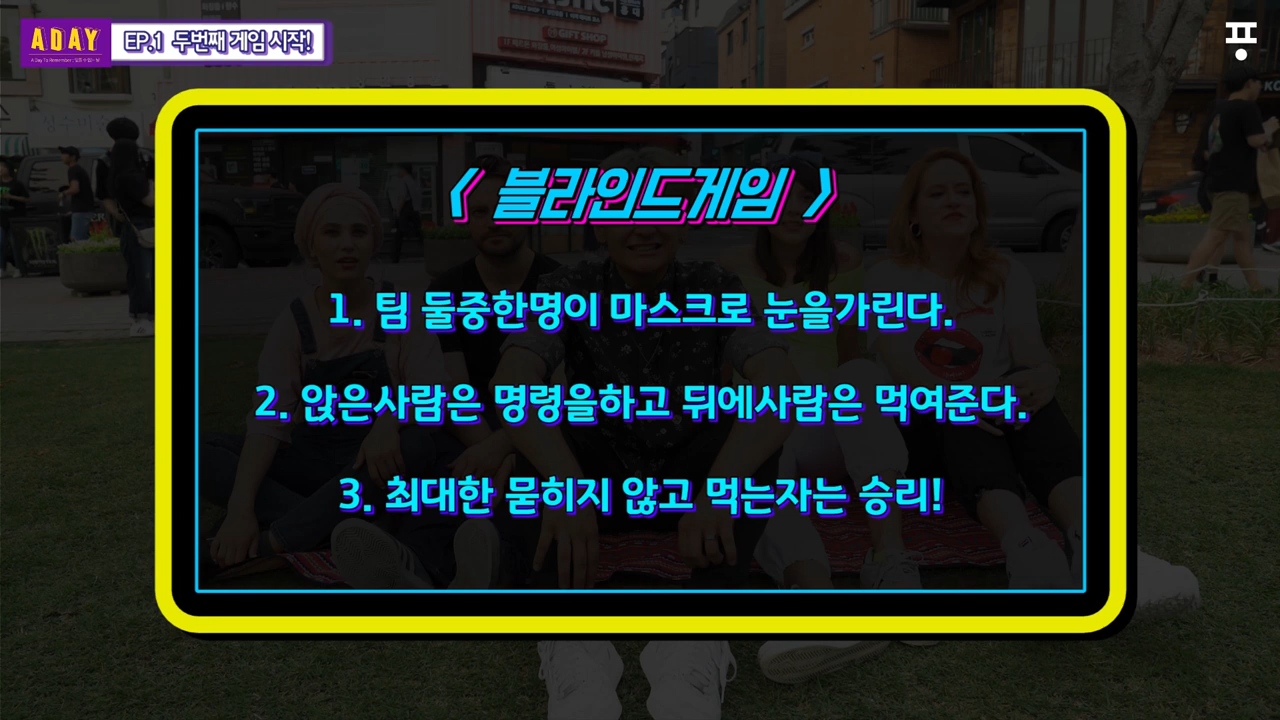 ADAY
EP.1 두번째 게임 시작!
GIFT SHOP
〈 블라인드게임 〉
1. 팀 둘중한명이 마스크로 눈을가린다.
2. 앉은사람은 명령을하고 뒤에사람은 먹여준다.
3. 최대한 묻히지 않고 먹는자는 승리!